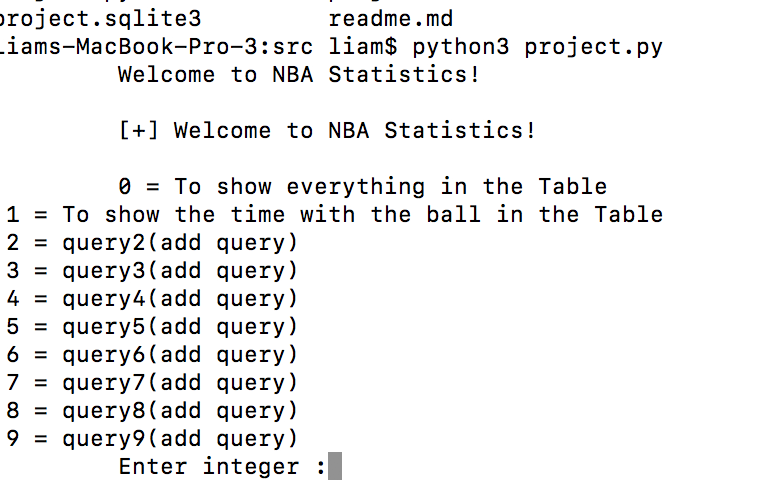 project.sqlite3 readme.md
Liams-MacBook-Pro-3:src liam$ python3 project.py
Welcome to NBA Statistics!
[+] Welcome to NBA Statistics!
0 = To show everything in the Table
1 = To show the time with the ball in the Table
2 = query2(add query)
3 = query3(add query)
4 = query4(add query)
5 = query5(add query)
6 = query6(add query)
7 = query7(add query)
8 = query8(add query)
9 = query9(add query)
Enter integer :